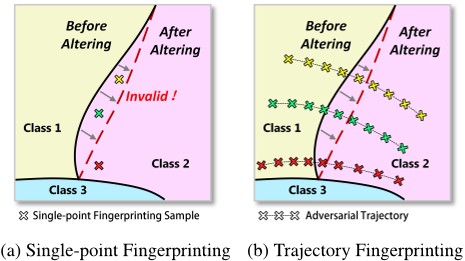 Before
Altering
After
Altering
Invalid !
Class 1
Class 2
Class 3
Single-point Fingerprinting Sample
(a) Single-point Fingerprinting
Before
Altering
After
Altering
Class 1
Class 2
Class 3
Adversarial Trajectory
(b) Trajectory Fingerprinting